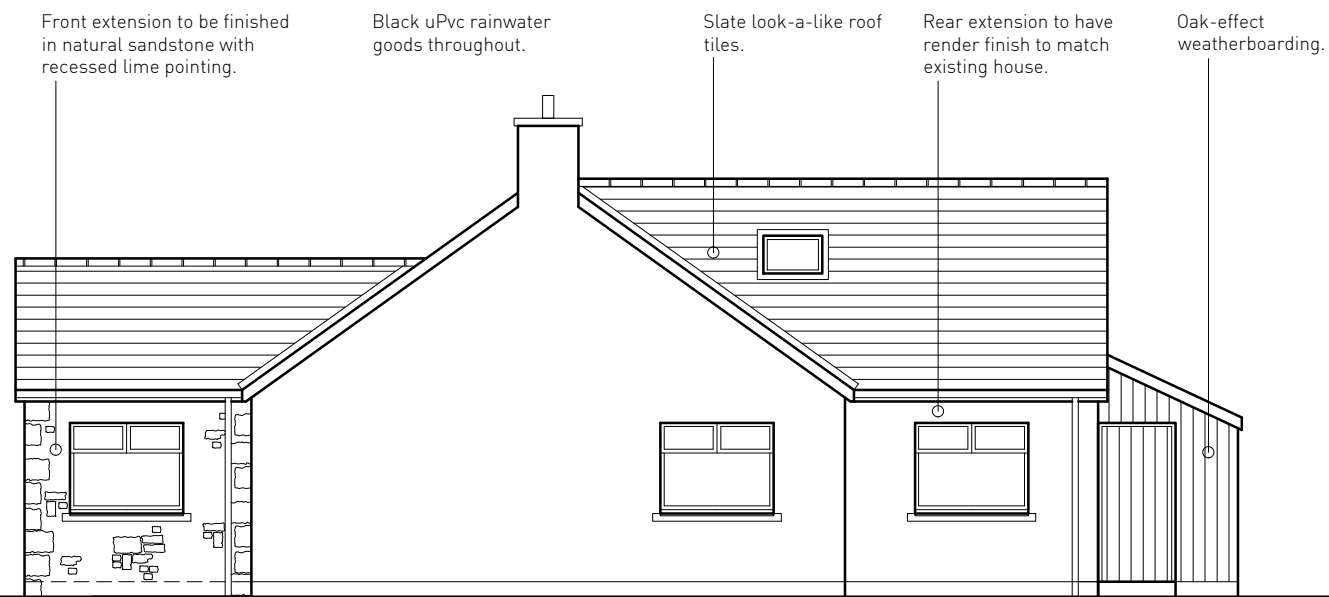 Front extension to be finished
in natural sandstone with
recessed lime pointing.
Black uPvc rainwater
goods throughout.
Slate look-a-like roof
tiles.
Rear extension to have
render finish to match
existing house.
Oak-effect
weatherboarding.